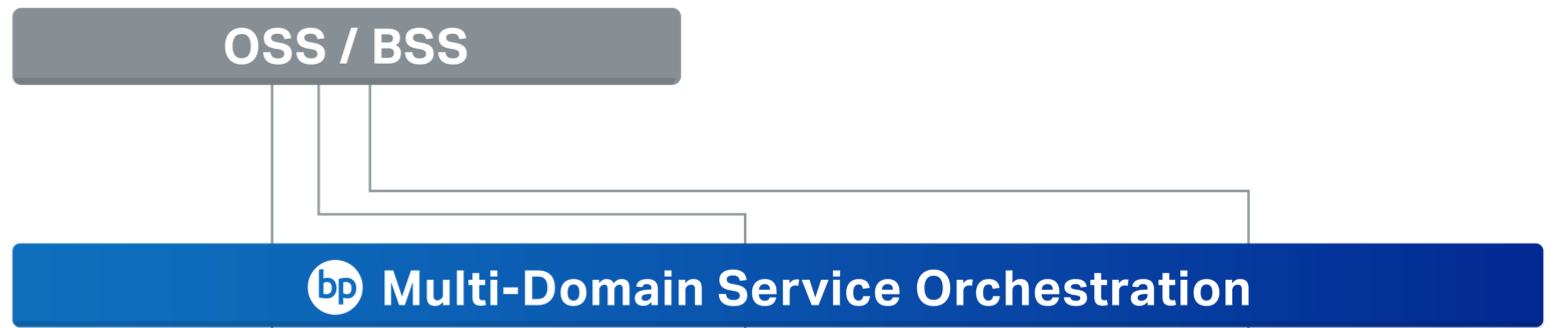 OSS / BSS
bp Multi-Domain Service Orchestration